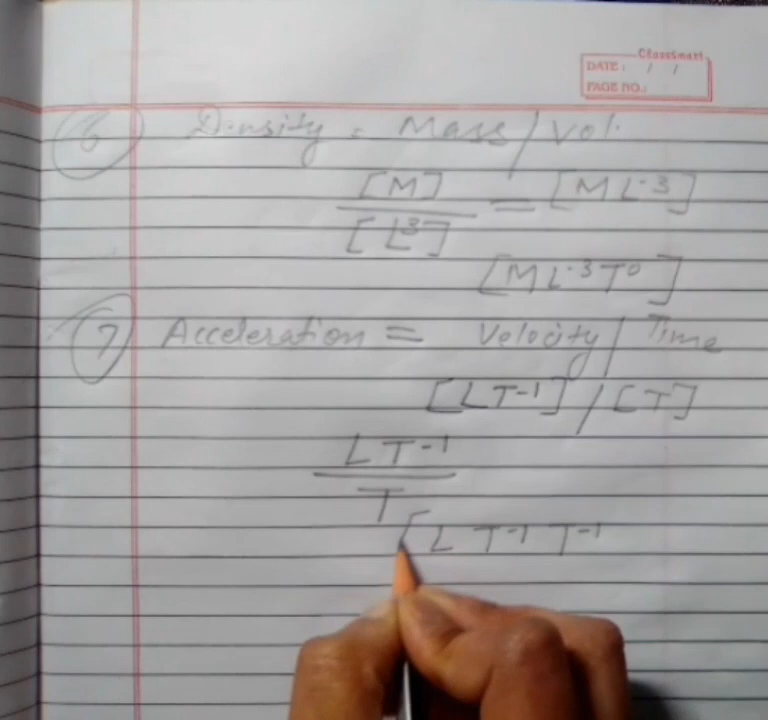 classmate
DATE: / /
PAGE NO.:
6 Density = Mass/Vol.
[M] / [L³] = [ML⁻³]
[ML⁻³T⁰]
7 Acceleration = Velocity/Time
[LT⁻¹]/[T]
LT⁻¹
T
[L T⁻¹ T⁻¹